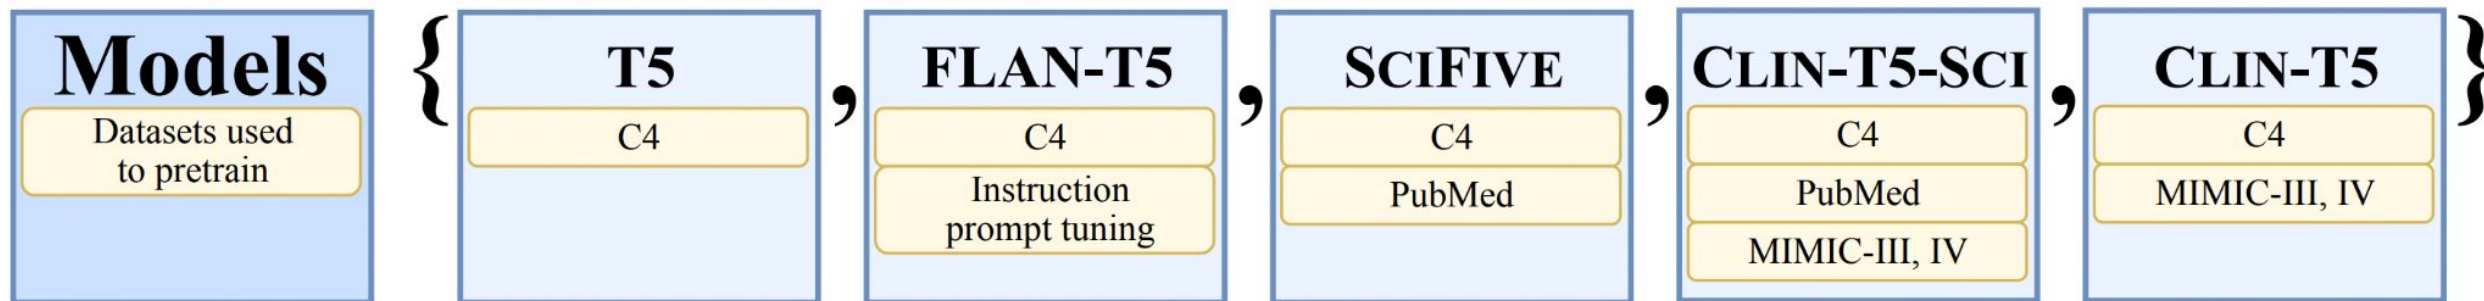 Models
Datasets used
to pretrain
{
T5
C4
,
FLAN-T5
C4
Instruction
prompt tuning
,
SCIFIVE
C4
PubMed
,
CLIN-T5-SCI
C4
PubMed
MIMIC-III, IV
,
CLIN-T5
C4
MIMIC-III, IV
}